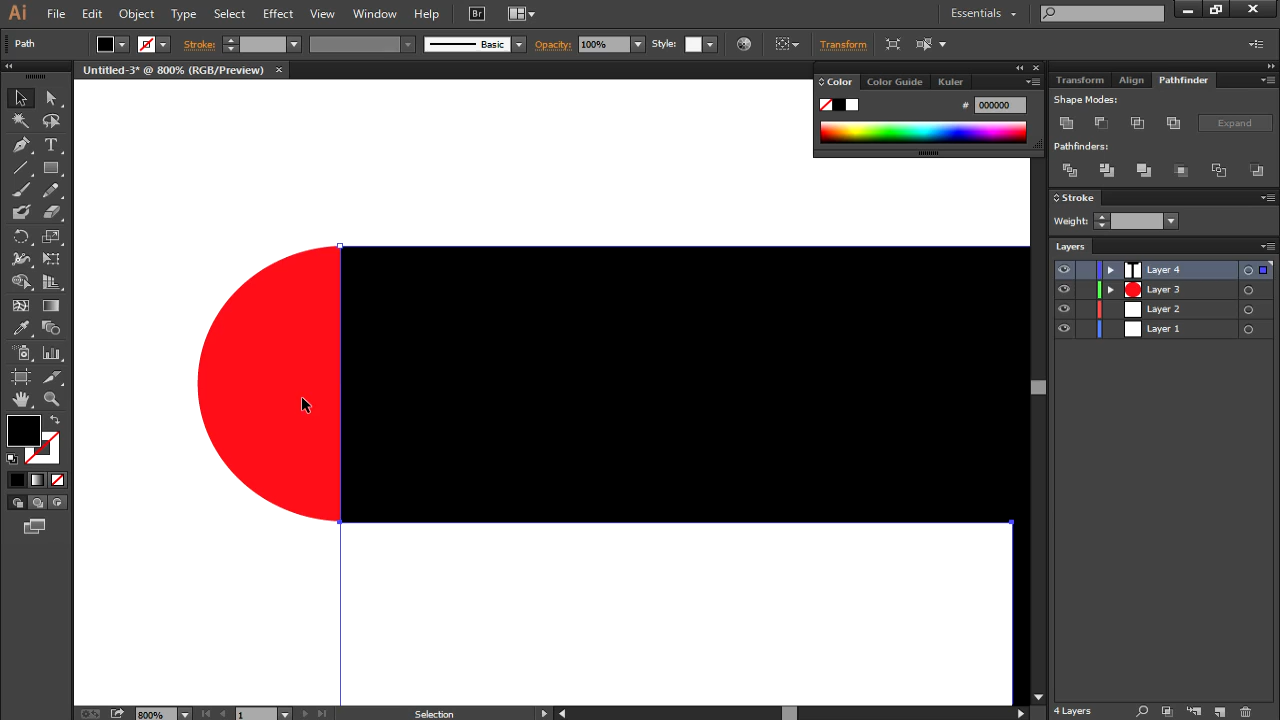 Ai File Edit Object Type Select Effect View Window Help Br Essentials
Path Stroke: Basic Opacity: 100% Style: Transform
Untitled-3* @ 800% (RGB/Preview)
Color Color Guide Kuler
# 000000
Transform Align Pathfinder
Shape Modes:
Expand
Pathfinders:
Stroke
Weight:
Layers
Layer 4
Layer 3
Layer 2
Layer 1
T
800% 1 Selection
4 Layers